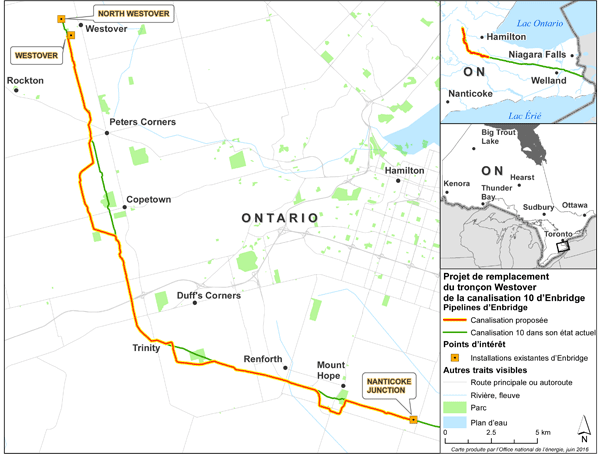 NORTH WESTOVER
Westover
WESTOVER
Rockton
Peters Corners
Hamilton
Copetown
ONTARIO
Duff's Corners
Trinity
Renforth
Mount
Hope
NANTICOKE
JUNCTION
Lac Ontario
Hamilton
Niagara Falls
ON
Welland
Nanticoke
Lac Érié
Big Trout
Lake
ON
Kenora
Thunder
Bay
Hearst
Sudbury
Ottawa
Toronto
Projet de remplacement
du tronçon Westover
de la canalisation 10 d'Enbridge
Pipelines d'Enbridge
Canalisation proposée
Canalisation 10 dans son état actuel
Points d'intérêt
Installations existantes d'Enbridge
Autres traits visibles
Route principale ou autoroute
Rivière, fleuve
Parc
Plan d'eau
N
0 2.5 5 km
Carte produite par l'Office national de l'énergie, juin 2016